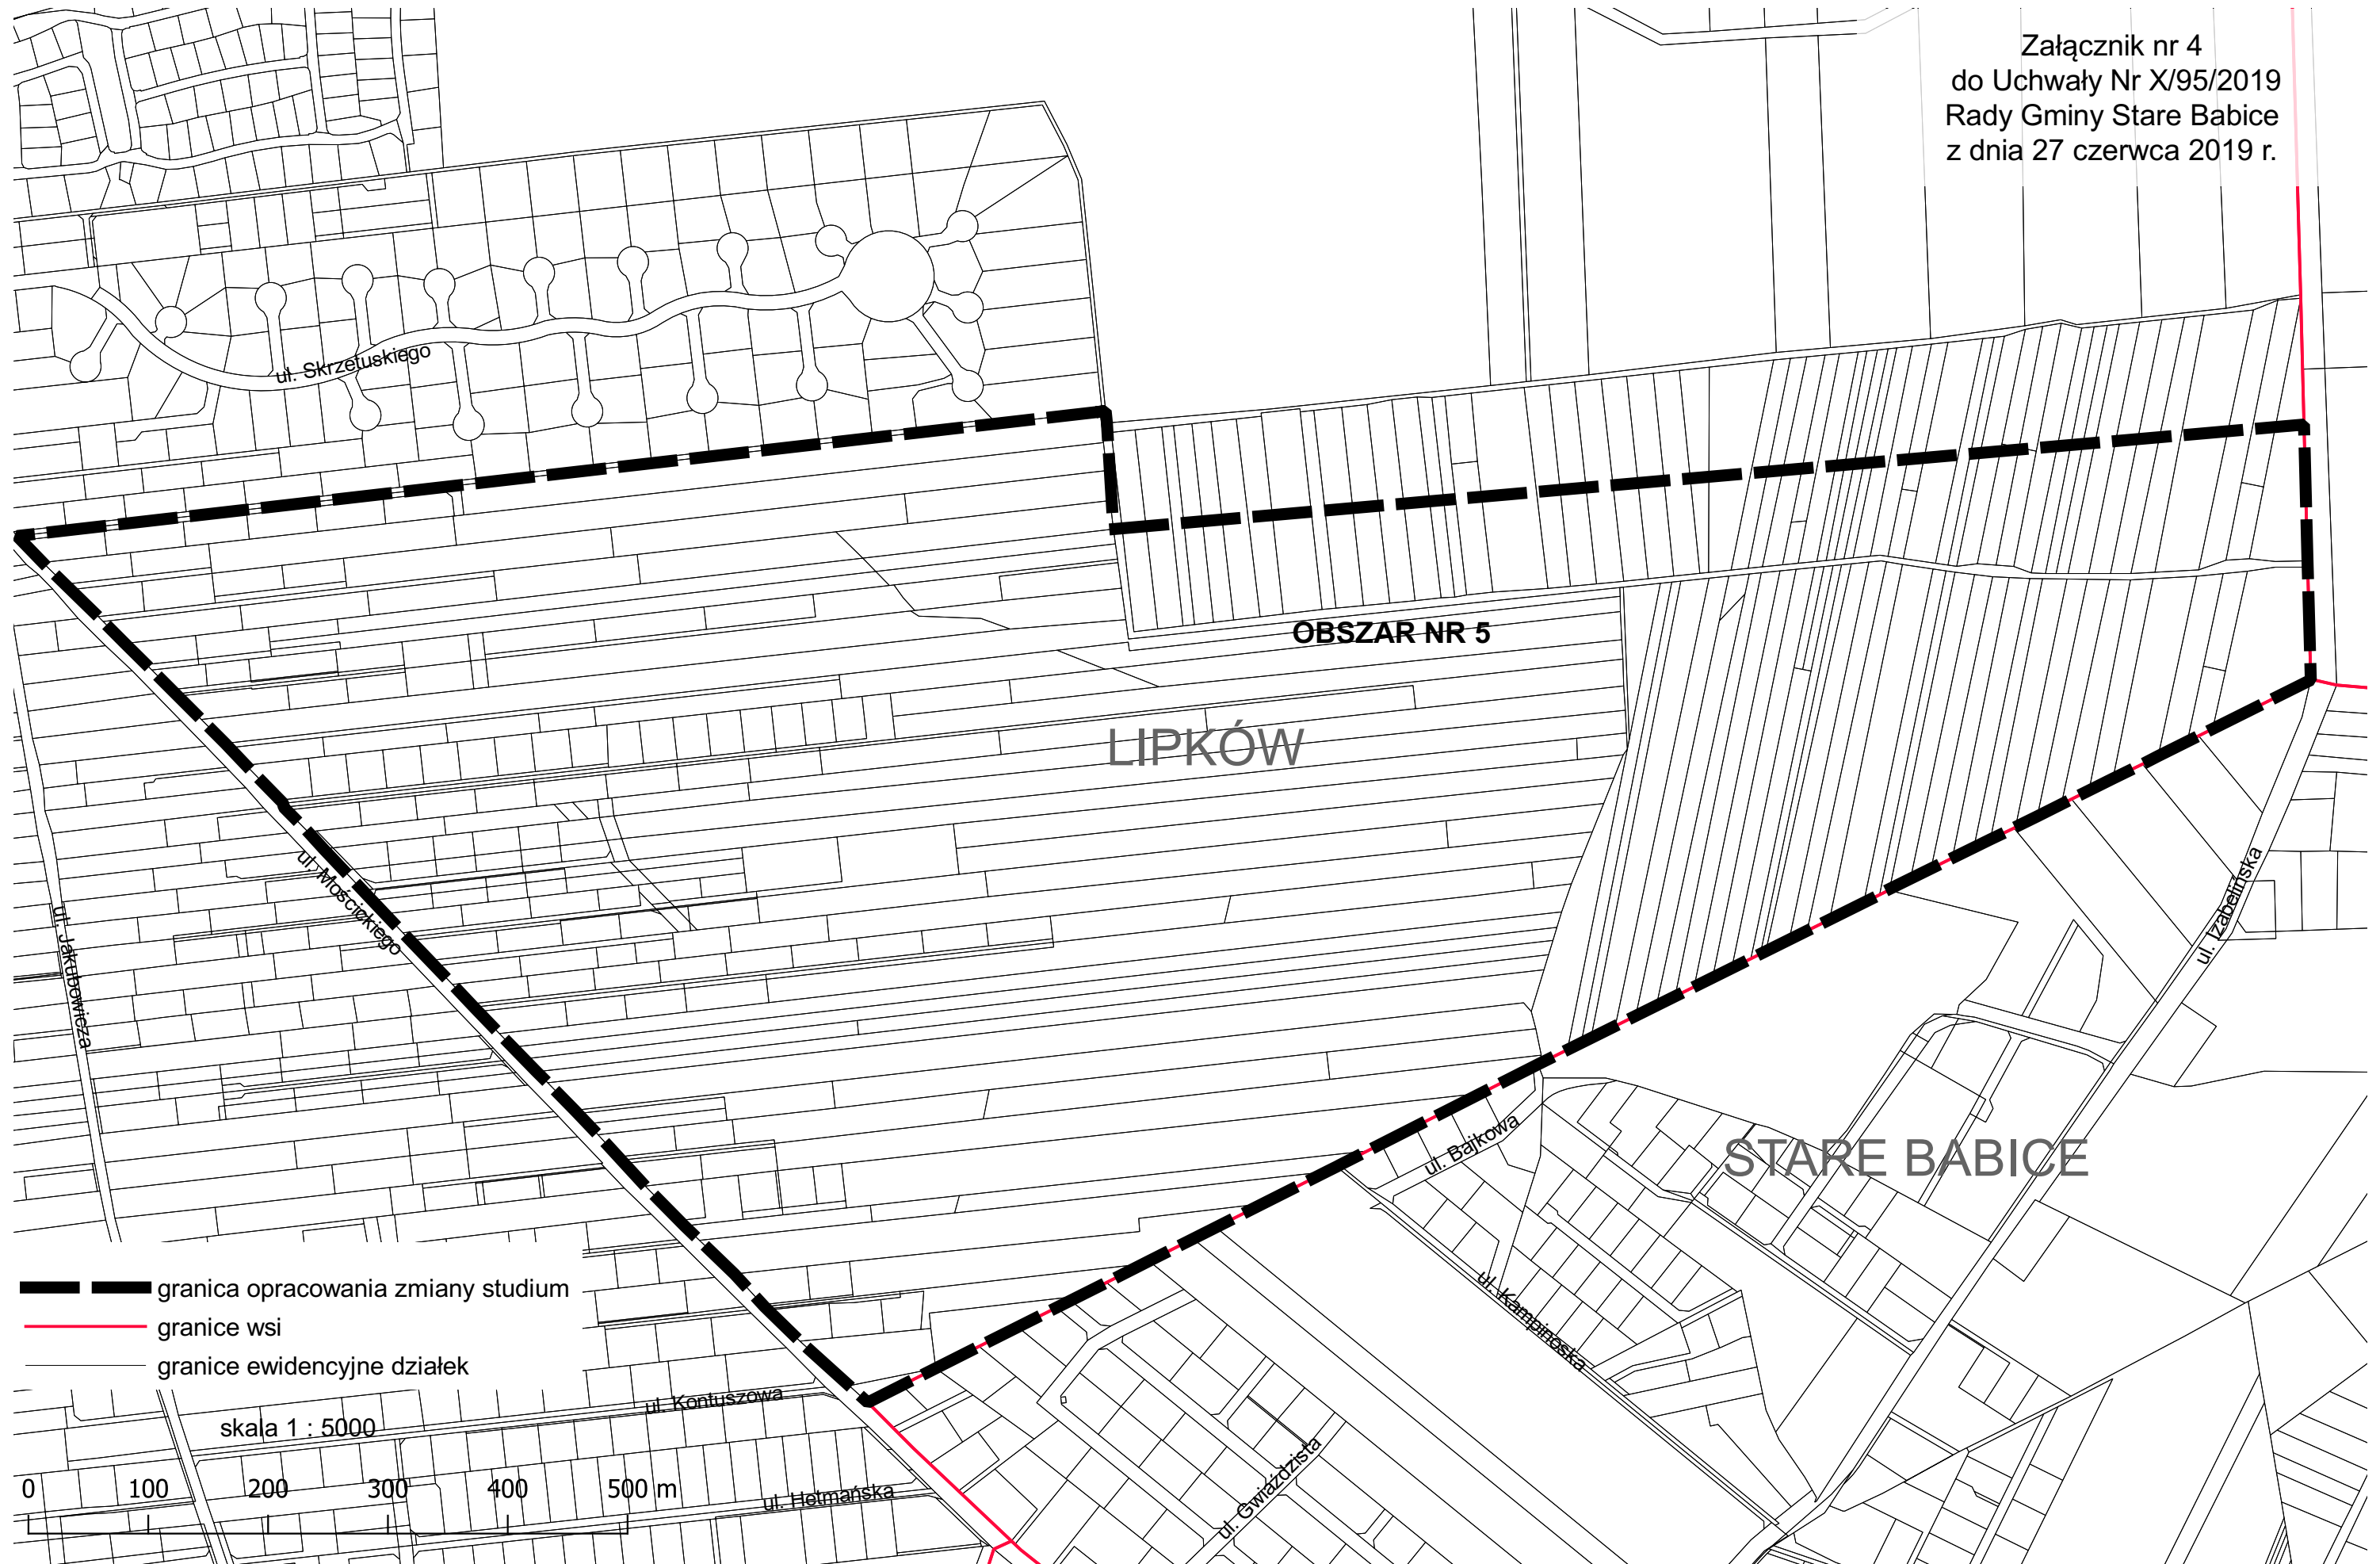 Załącznik nr 4
do Uchwały Nr X/95/2019
Rady Gminy Stare Babice
z dnia 27 czerwca 2019 r.
ul. Skrzetuskiego
OBSZAR NR 5
LIPKÓW
ul. Mościckiego
ul. Jakubowicza
ul. Izabelińska
ul. Bajkowa
STARE BABICE
ul. Kampinoska
granica opracowania zmiany studium
granice wsi
granice ewidencyjne działek
ul. Kontuszowa
skala 1 : 5000
ul. Gwiaździsta
0 100 200 300 400 500 m
ul. Hetmańska